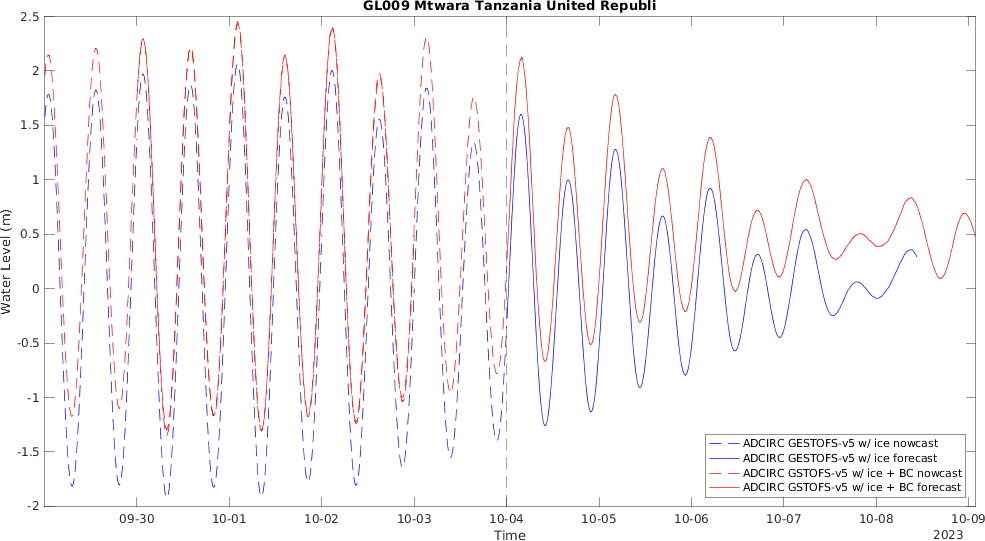 GL009 Mtwara Tanzania United Republi
2.5
2
1.5
1
0.5
0
-0.5
-1
-1.5
-2
Water Level (m)
ADCIRC GESTOFS-v5 w/ ice nowcast
ADCIRC GESTOFS-v5 w/ ice forecast
ADCIRC GSTOFS-v5 w/ ice + BC nowcast
ADCIRC GSTOFS-v5 w/ ice + BC forecast
09-30 10-01 10-02 10-03 10-04 10-05 10-06 10-07 10-08 10-09
Time 2023